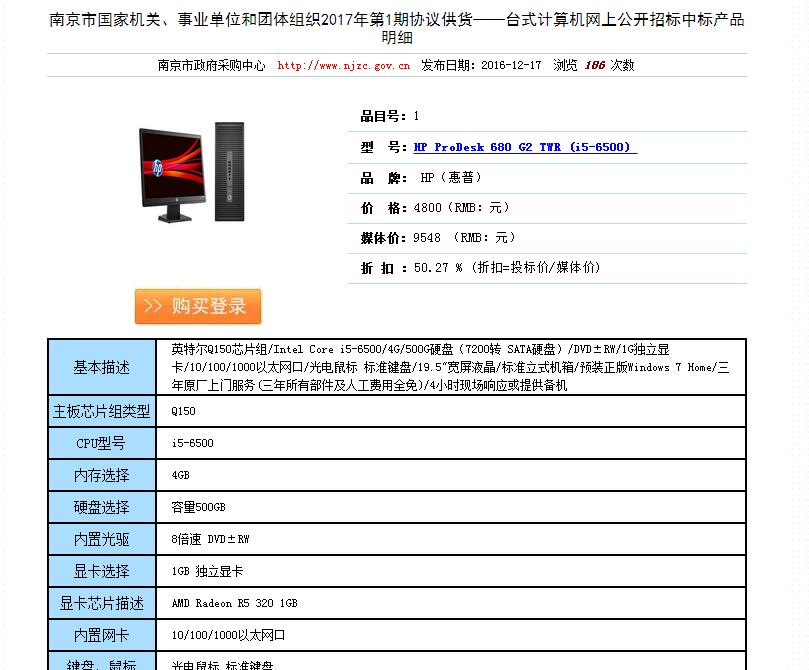 南京市国家机关、事业单位和团体组织2017年第1期协议供货——台式计算机网上公开招标中标产品
明细
南京市政府采购中心 http://www.njzc.gov.cn 发布日期: 2016-12-17 浏览 186 次数
品目号: 1
型 号: HP ProDesk 680 G2 TWR (i5-6500)
品 牌: HP（惠普）
价 格: 4800（RMB: 元）
媒体价: 9548 （RMB: 元）
折 扣 : 50.27 % (折扣=投标价/媒体价)
hp
>> 购买登录
基本描述
英特尔Q150芯片组/Intel Core i5-6500/4G/500G硬盘（7200转 SATA硬盘）/DVD±RW/1G独立显
卡/10/100/1000以太网口/光电鼠标 标准键盘/19.5"宽屏液晶/标准立式机箱/预装正版Windows 7 Home/三
年原厂上门服务(三年所有部件及人工费用全免)/4小时现场响应或提供备机
主板芯片组类型 Q150
CPU型号 i5-6500
内存选择 4GB
硬盘选择 容量500GB
内置光驱 8倍速 DVD±RW
显卡选择 1GB 独立显卡
显卡芯片描述 AMD Radeon R5 320 1GB
内置网卡 10/100/1000以太网口
键盘、鼠标 光电鼠标 标准键盘